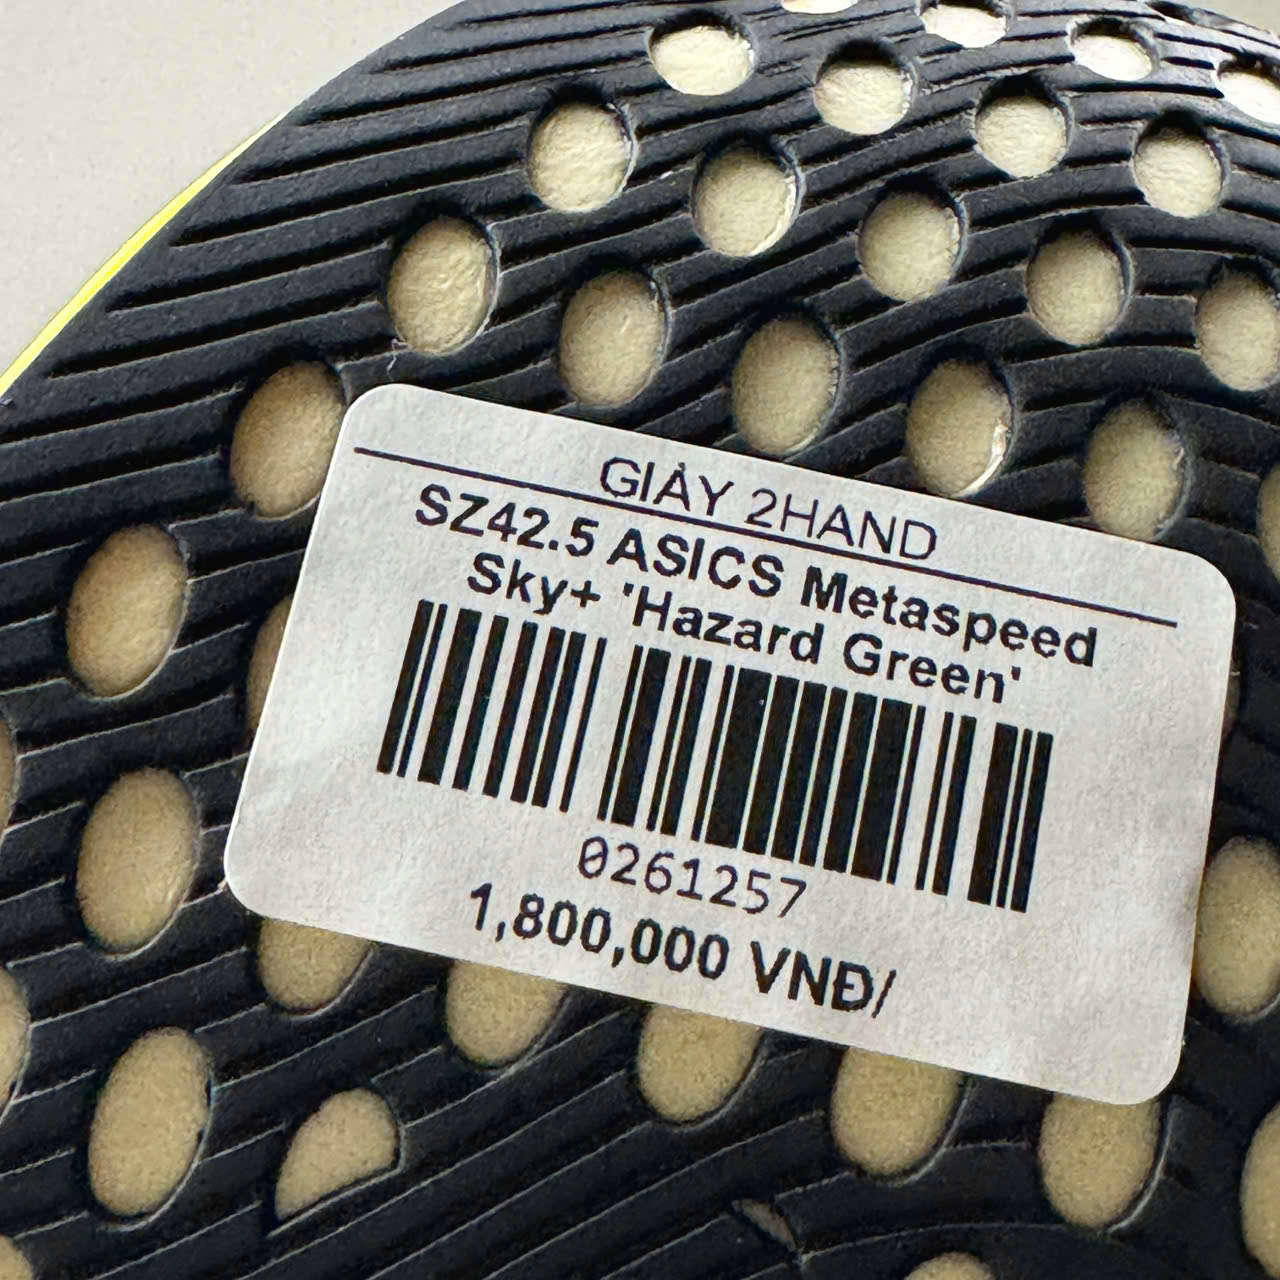 GIÀY 2HAND
SZ42.5 ASICS Metaspeed
Sky+ 'Hazard Green'
0261257
1,800,000 VNĐ/